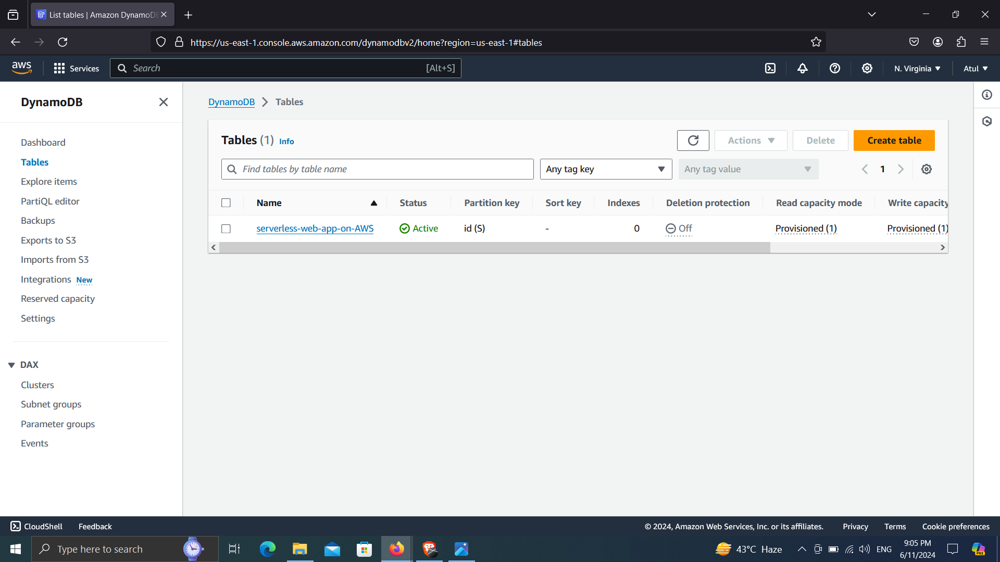 List tables | Amazon DynamoDB
https://us-east-1.console.aws.amazon.com/dynamodbv2/home?region=us-east-1#tables
aws Services Search [Alt+S] N. Virginia Atul
DynamoDB
Dashboard
Tables
Explore items
PartiQL editor
Backups
Exports to S3
Imports from S3
Integrations New
Reserved capacity
Settings
DAX
Clusters
Subnet groups
Parameter groups
Events
DynamoDB > Tables
Tables (1) Info Actions Delete Create table
Find tables by table name Any tag key Any tag value 1
Name Status Partition key Sort key Indexes Deletion protection Read capacity mode Write capacity
serverless-web-app-on-AWS Active id (S) - 0 Off Provisioned (1) Provisioned (1)
CloudShell Feedback © 2024, Amazon Web Services, Inc. or its affiliates. Privacy Terms Cookie preferences
Type here to search 43°C Haze ENG 9:05 PM
6/11/2024
PRE